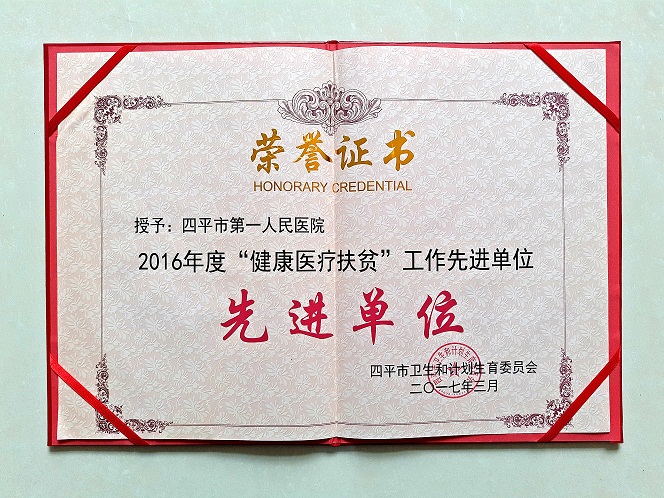 荣誉证书
HONORARY CREDENTIAL
授予：四平市第一人民医院
2016年度“健康医疗扶贫”工作先进单位
先进单位
四平市卫生和计划生育委员会
二〇一七年三月